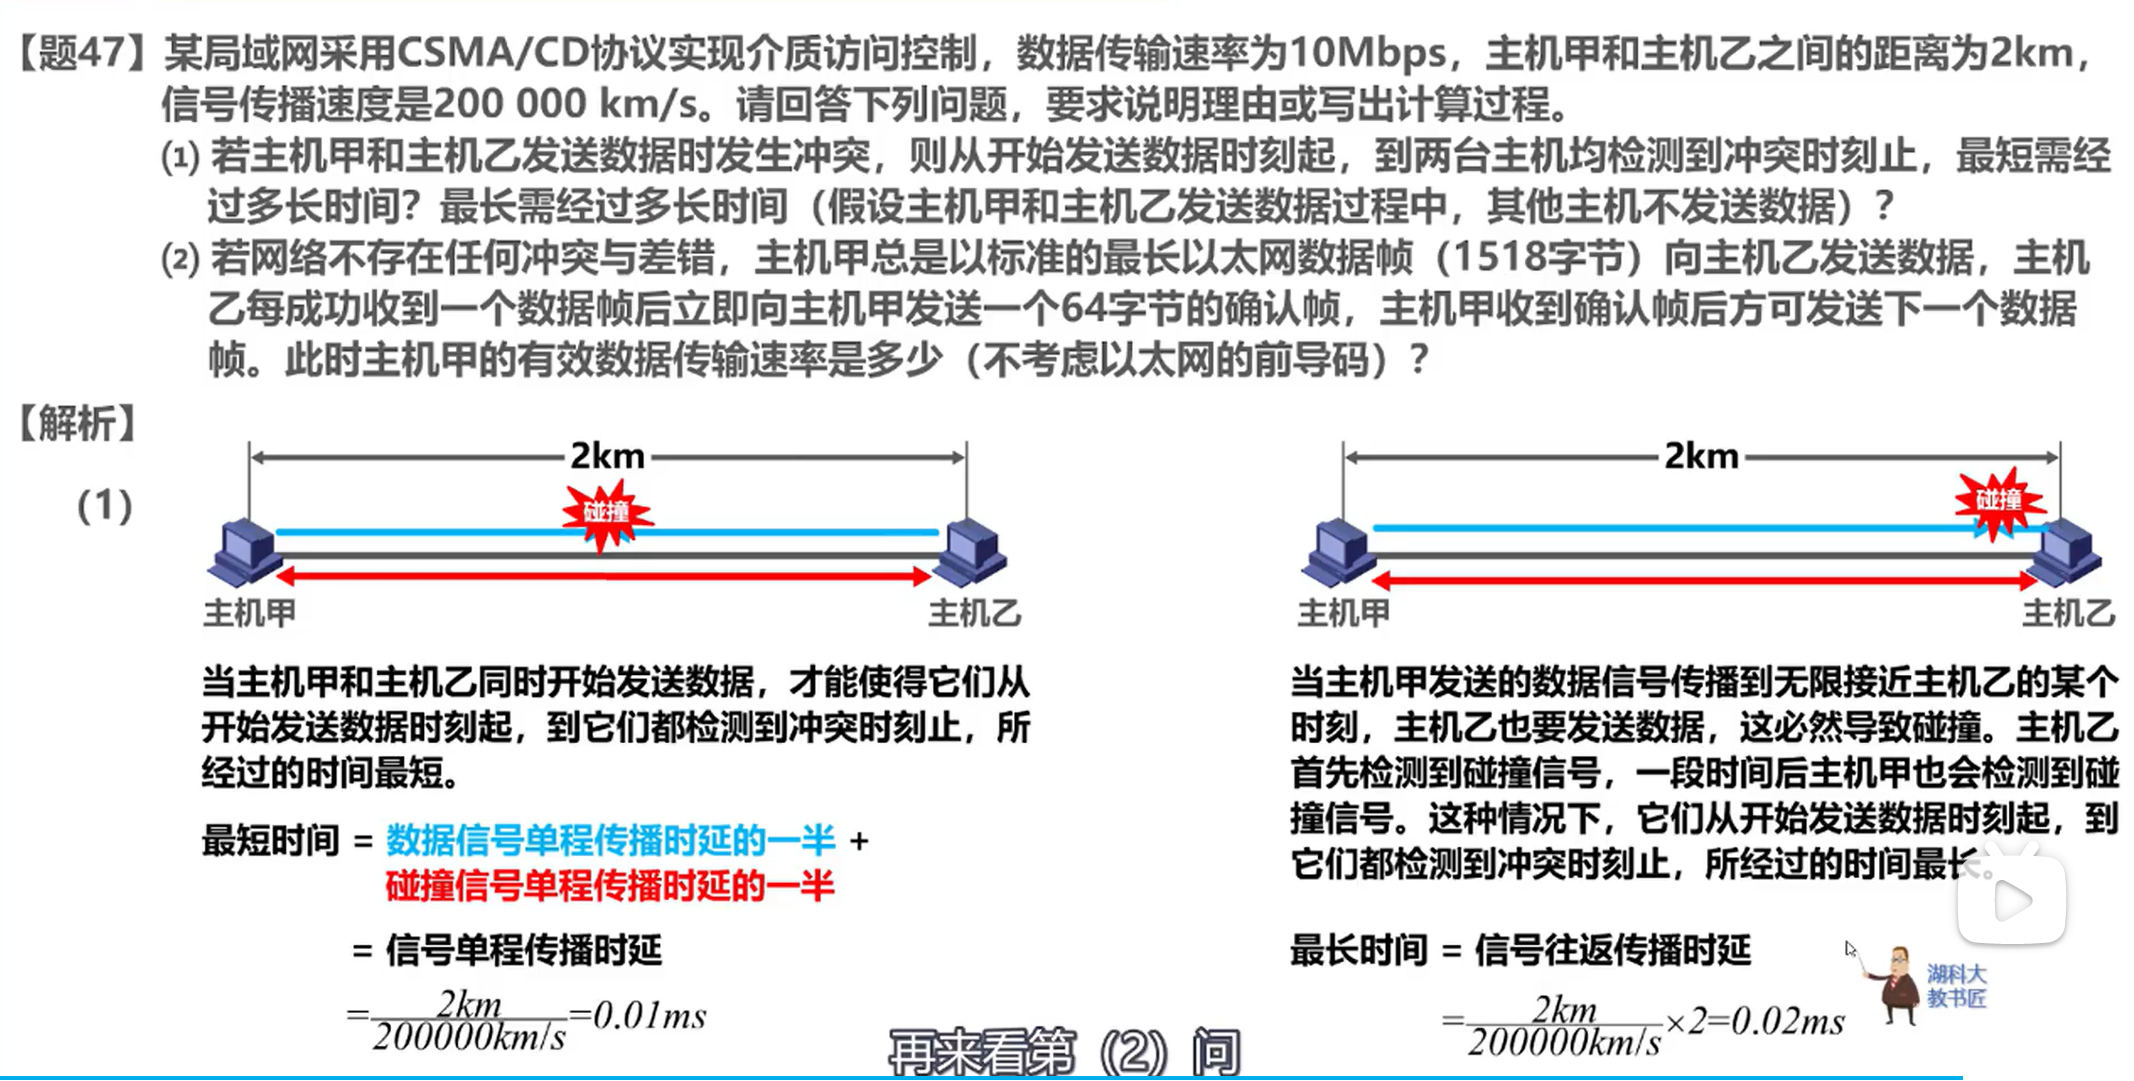 【题47】某局域网采用CSMA/CD协议实现介质访问控制，数据传输速率为10Mbps，主机甲和主机乙之间的距离为2km，
信号传播速度是200 000 km/s。请回答下列问题，要求说明理由或写出计算过程。
(1) 若主机甲和主机乙发送数据时发生冲突，则从开始发送数据时刻起，到两台主机均检测到冲突时刻止，最短需经
过多长时间？最长需经过多长时间（假设主机甲和主机乙发送数据过程中，其他主机不发送数据）？
(2) 若网络不存在任何冲突与差错，主机甲总是以标准的最长以太网数据帧（1518字节）向主机乙发送数据，主机
乙每成功收到一个数据帧后立即向主机甲发送一个64字节的确认帧，主机甲收到确认帧后方可发送下一个数据
帧。此时主机甲的有效数据传输速率是多少（不考虑以太网的前导码）？
【解析】
（1）
2km
碰撞
主机甲
主机乙
当主机甲和主机乙同时开始发送数据，才能使得它们从
开始发送数据时刻起，到它们都检测到冲突时刻止，所
经过的时间最短。
最短时间 = 数据信号单程传播时延的一半 +
碰撞信号单程传播时延的一半
= 信号单程传播时延
=2km/200000km/s=0.01ms
2km
碰撞
主机甲
主机乙
当主机甲发送的数据信号传播到无限接近主机乙的某个
时刻，主机乙也要发送数据，这必然导致碰撞。主机乙
首先检测到碰撞信号，一段时间后主机甲也会检测到碰
撞信号。这种情况下，它们从开始发送数据时刻起，到
它们都检测到冲突时刻止，所经过的时间最长。
最长时间 = 信号往返传播时延
=2km/200000km/s×2=0.02ms
湖科大
教书匠
再来看第（2）问